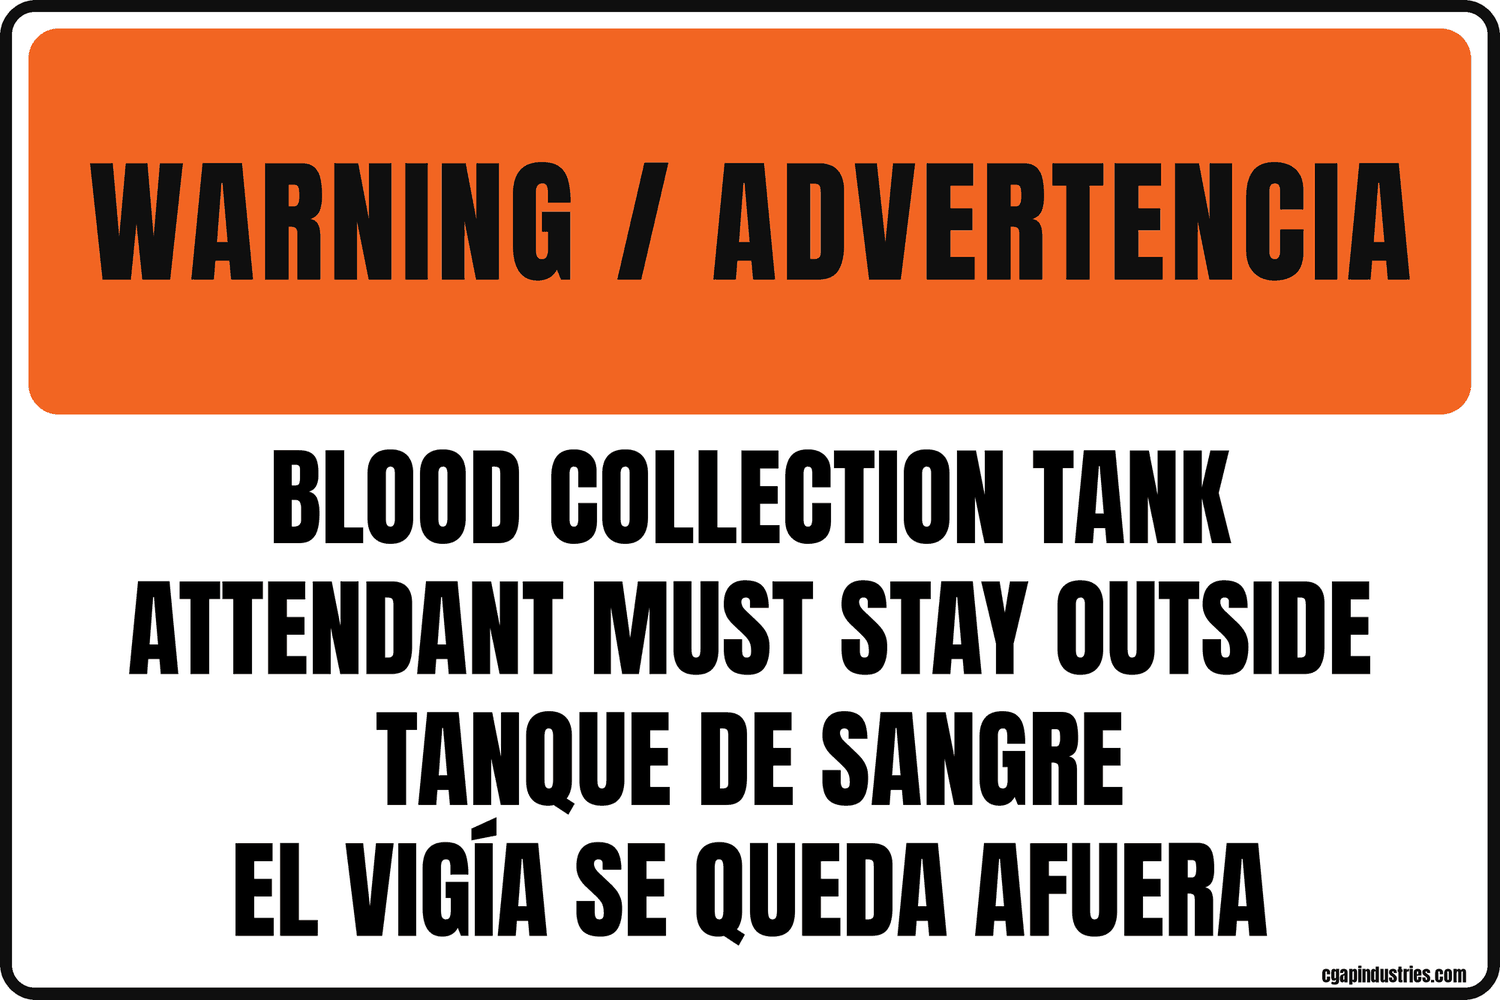 WARNING / ADVERTENCIA
BLOOD COLLECTION TANK
ATTENDANT MUST STAY OUTSIDE
TANQUE DE SANGRE
EL VIGÍA SE QUEDA AFUERA
cgapindustries.com